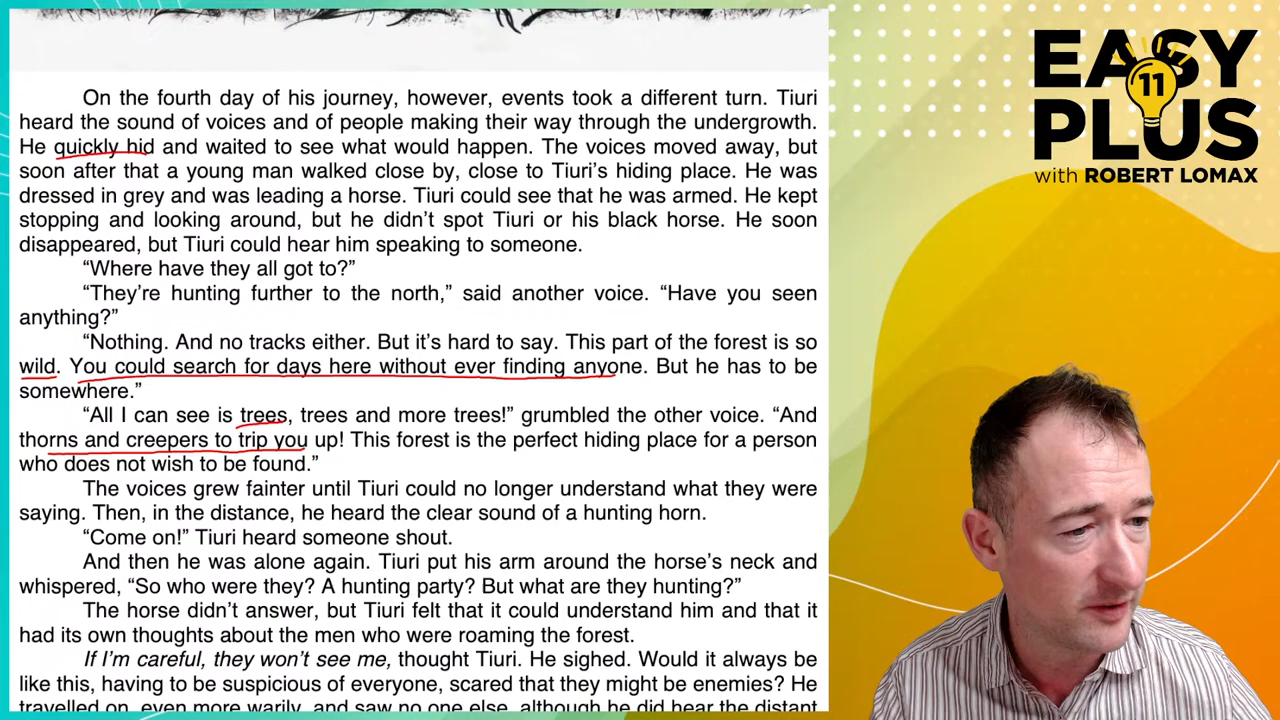 On the fourth day of his journey, however, events took a different turn. Tiuri
heard the sound of voices and of people making their way through the undergrowth.
He quickly hid and waited to see what would happen. The voices moved away, but
soon after that a young man walked close by, close to Tiuri’s hiding place. He was
dressed in grey and was leading a horse. Tiuri could see that he was armed. He kept
stopping and looking around, but he didn’t spot Tiuri or his black horse. He soon
disappeared, but Tiuri could hear him speaking to someone.
“Where have they all got to?”
“They’re hunting further to the north,” said another voice. “Have you seen
anything?”
“Nothing. And no tracks either. But it’s hard to say. This part of the forest is so
wild. You could search for days here without ever finding anyone. But he has to be
somewhere.”
“All I can see is trees, trees and more trees!” grumbled the other voice. “And
thorns and creepers to trip you up! This forest is the perfect hiding place for a person
who does not wish to be found.”
The voices grew fainter until Tiuri could no longer understand what they were
saying. Then, in the distance, he heard the clear sound of a hunting horn.
“Come on!” Tiuri heard someone shout.
And then he was alone again. Tiuri put his arm around the horse’s neck and
whispered, “So who were they? A hunting party? But what are they hunting?”
The horse didn’t answer, but Tiuri felt that it could understand him and that it
had its own thoughts about the men who were roaming the forest.
If I’m careful, they won’t see me, thought Tiuri. He sighed. Would it always be
like this, having to be suspicious of everyone, scared that they might be enemies? He
travelled on, even more warily, and saw no one else, although he did hear the distant
EASY
11
PLUS
with ROBERT LOMAX